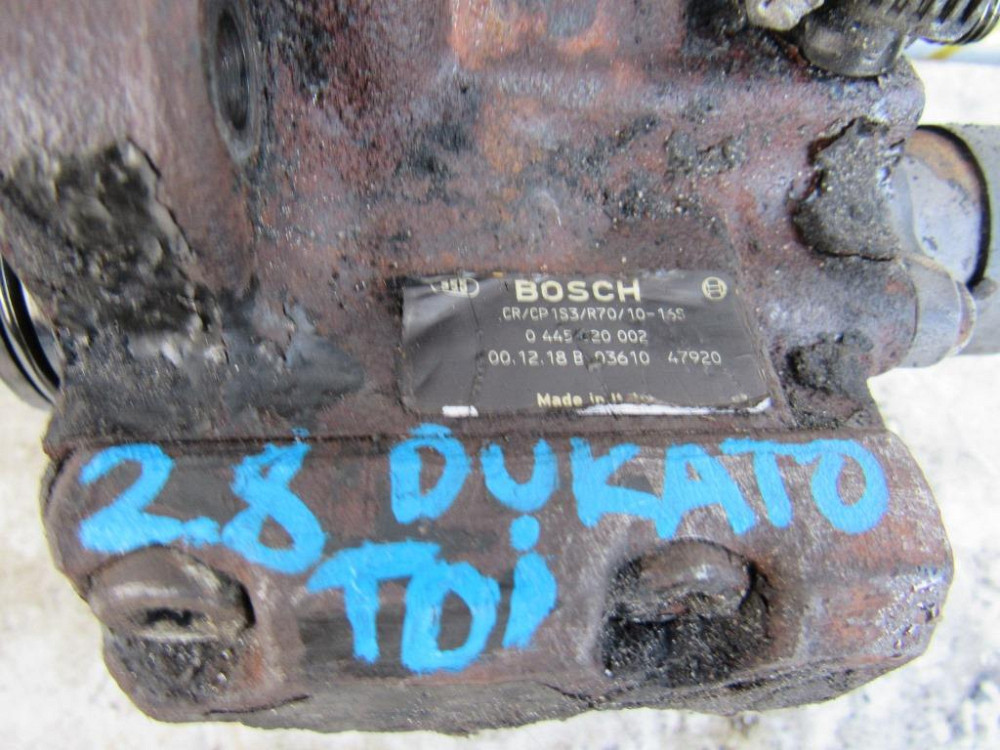 BOSCH
CR/CP1S3/R70/10-16S
0 445 020 002
00.12.18 B 03610 47920
Made in
2.8 DUKATO
TDi